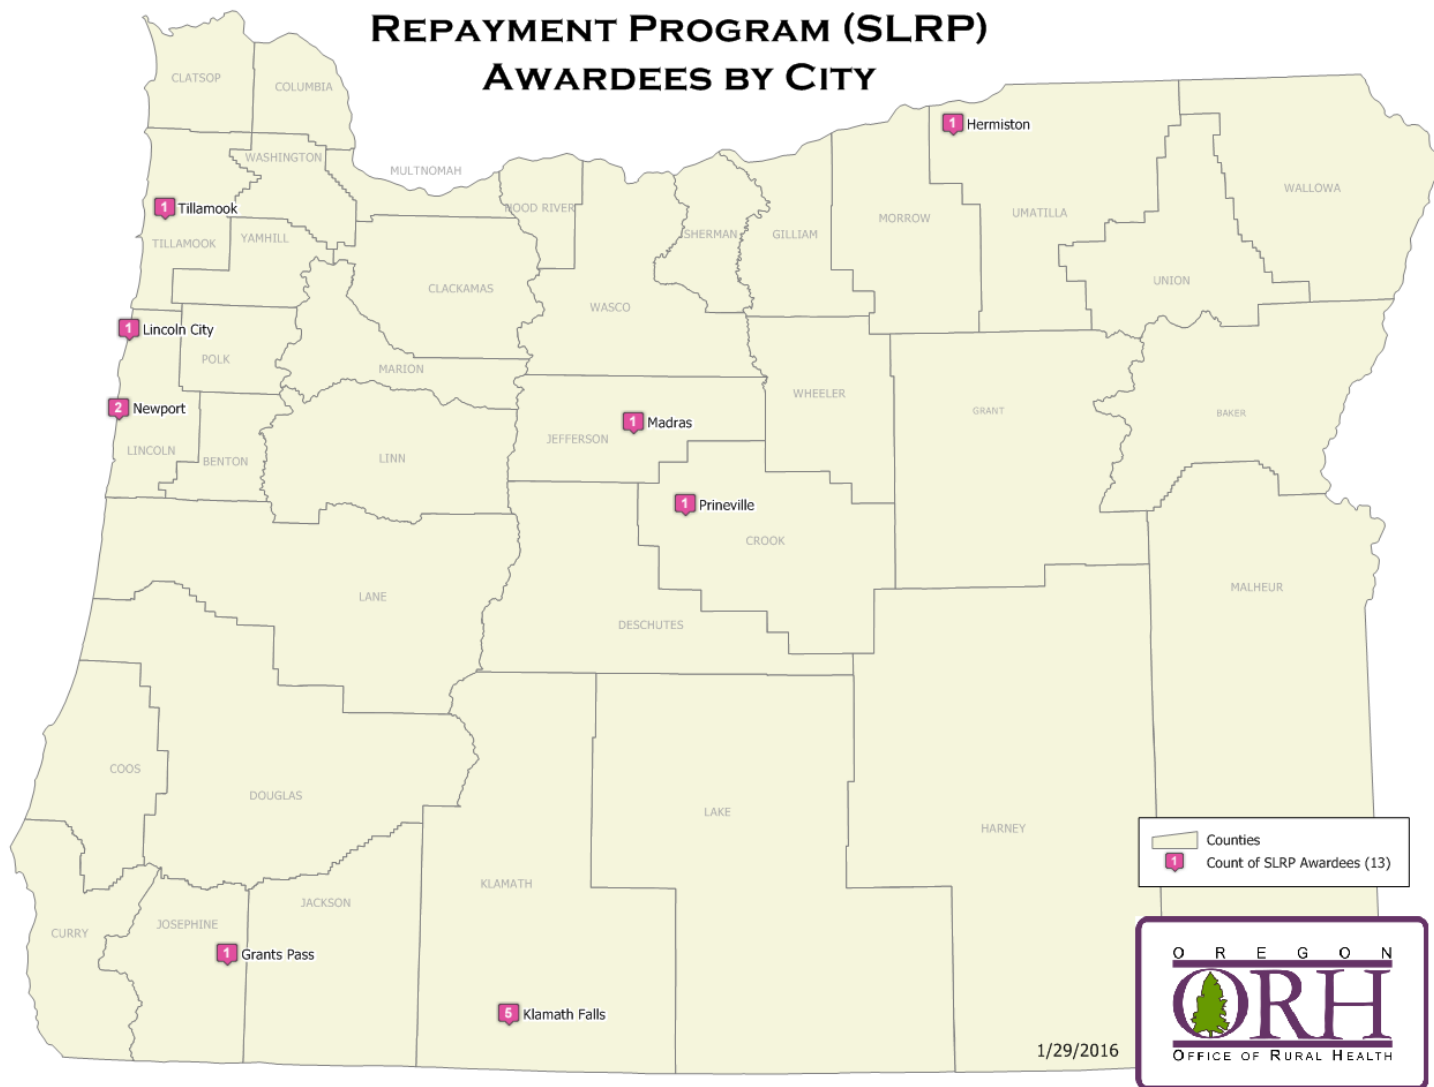 REPAYMENT PROGRAM (SLRP)
AWARDEES BY CITY
CLATSOP
COLUMBIA
1 Hermiston
WASHINGTON
MULTNOMAH
WALLOWA
1 Tillamook
HOOD RIVER
UMATILLA
MORROW
TILLAMOOK
YAMHILL
SHERMAN
GILLIAM
UNION
CLACKAMAS
WASCO
1 Lincoln City
POLK
MARION
WHEELER
2 Newport
GRANT
BAKER
1 Madras
JEFFERSON
LINCOLN
BENTON
LINN
1 Prineville
CROOK
MALHEUR
LANE
DESCHUTES
COOS
DOUGLAS
LAKE
HARNEY
Counties
1 Count of SLRP Awardees (13)
KLAMATH
JACKSON
JOSEPHINE
CURRY
1 Grants Pass
5 Klamath Falls
1/29/2016
OREGON
ORH
OFFICE OF RURAL HEALTH